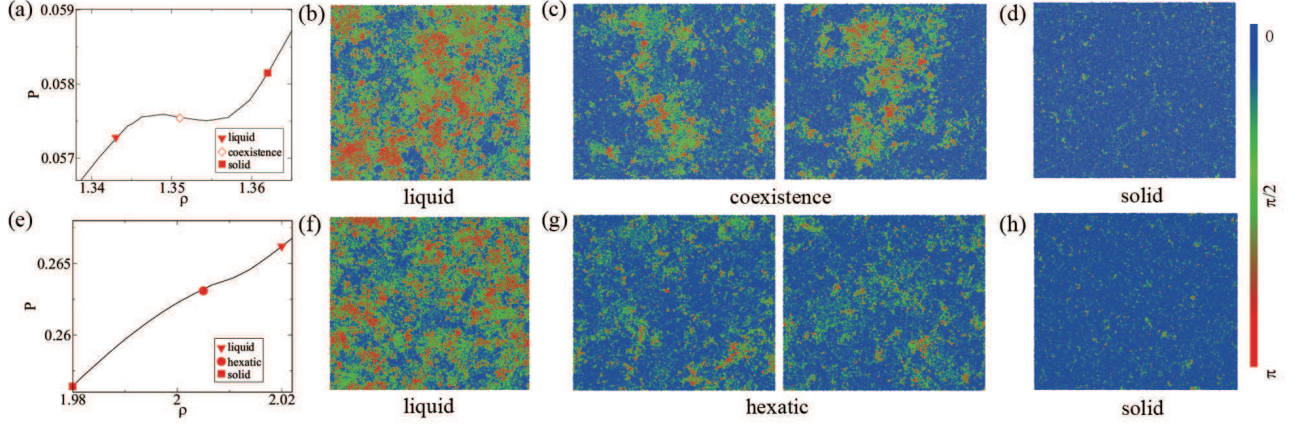 (a)
0.059
0.058
P
0.057
liquid
coexistence
solid
1.34
1.35
1.36
ρ
(b)
liquid
(c)
coexistence
(d)
solid
0
π/2
π
(e)
0.265
P
0.26
liquid
hexatic
solid
1.98
2
2.02
ρ
(f)
liquid
(g)
hexatic
(h)
solid